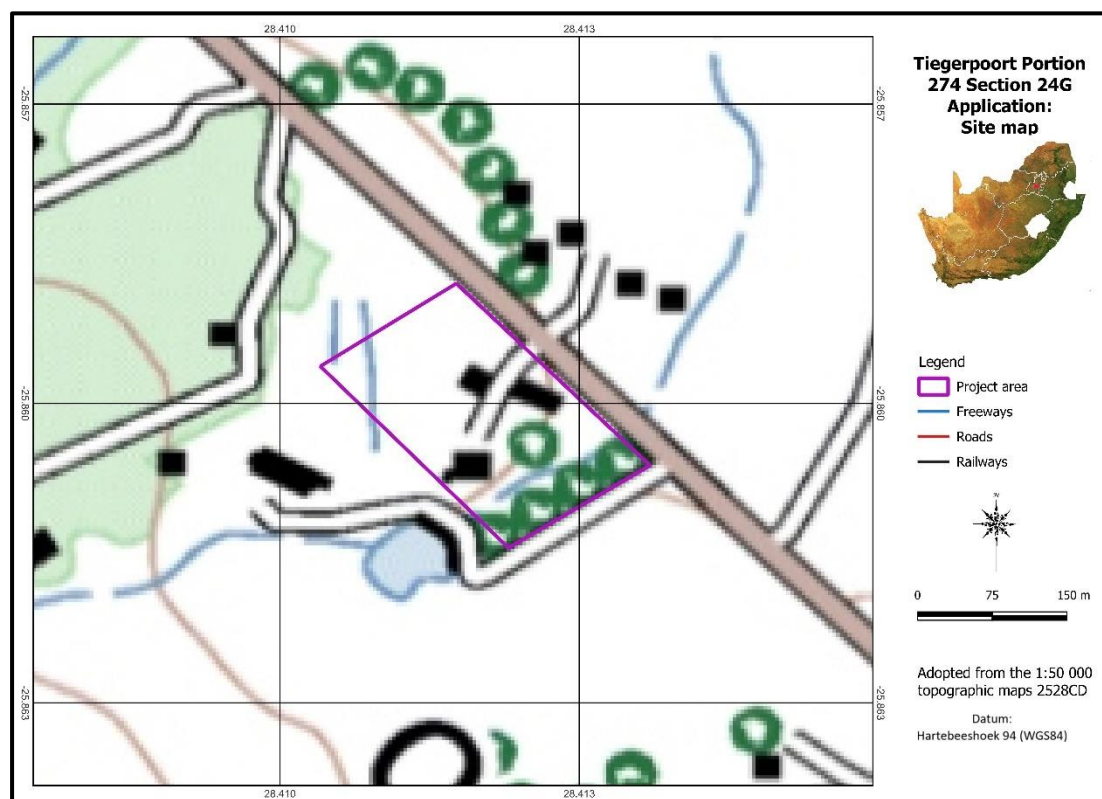 28.410
28.413
Tiegerpoort Portion
274 Section 24G
Application:
Site map
-25.857
-25.857
-25.860
-25.860
-25.863
-25.863
Legend
Project area
Freeways
Roads
Railways
N
0 75 150 m
Adopted from the 1:50 000
topographic maps 2528CD
Datum:
Hartebeeshoek 94 (WGS84)
28.410
28.413